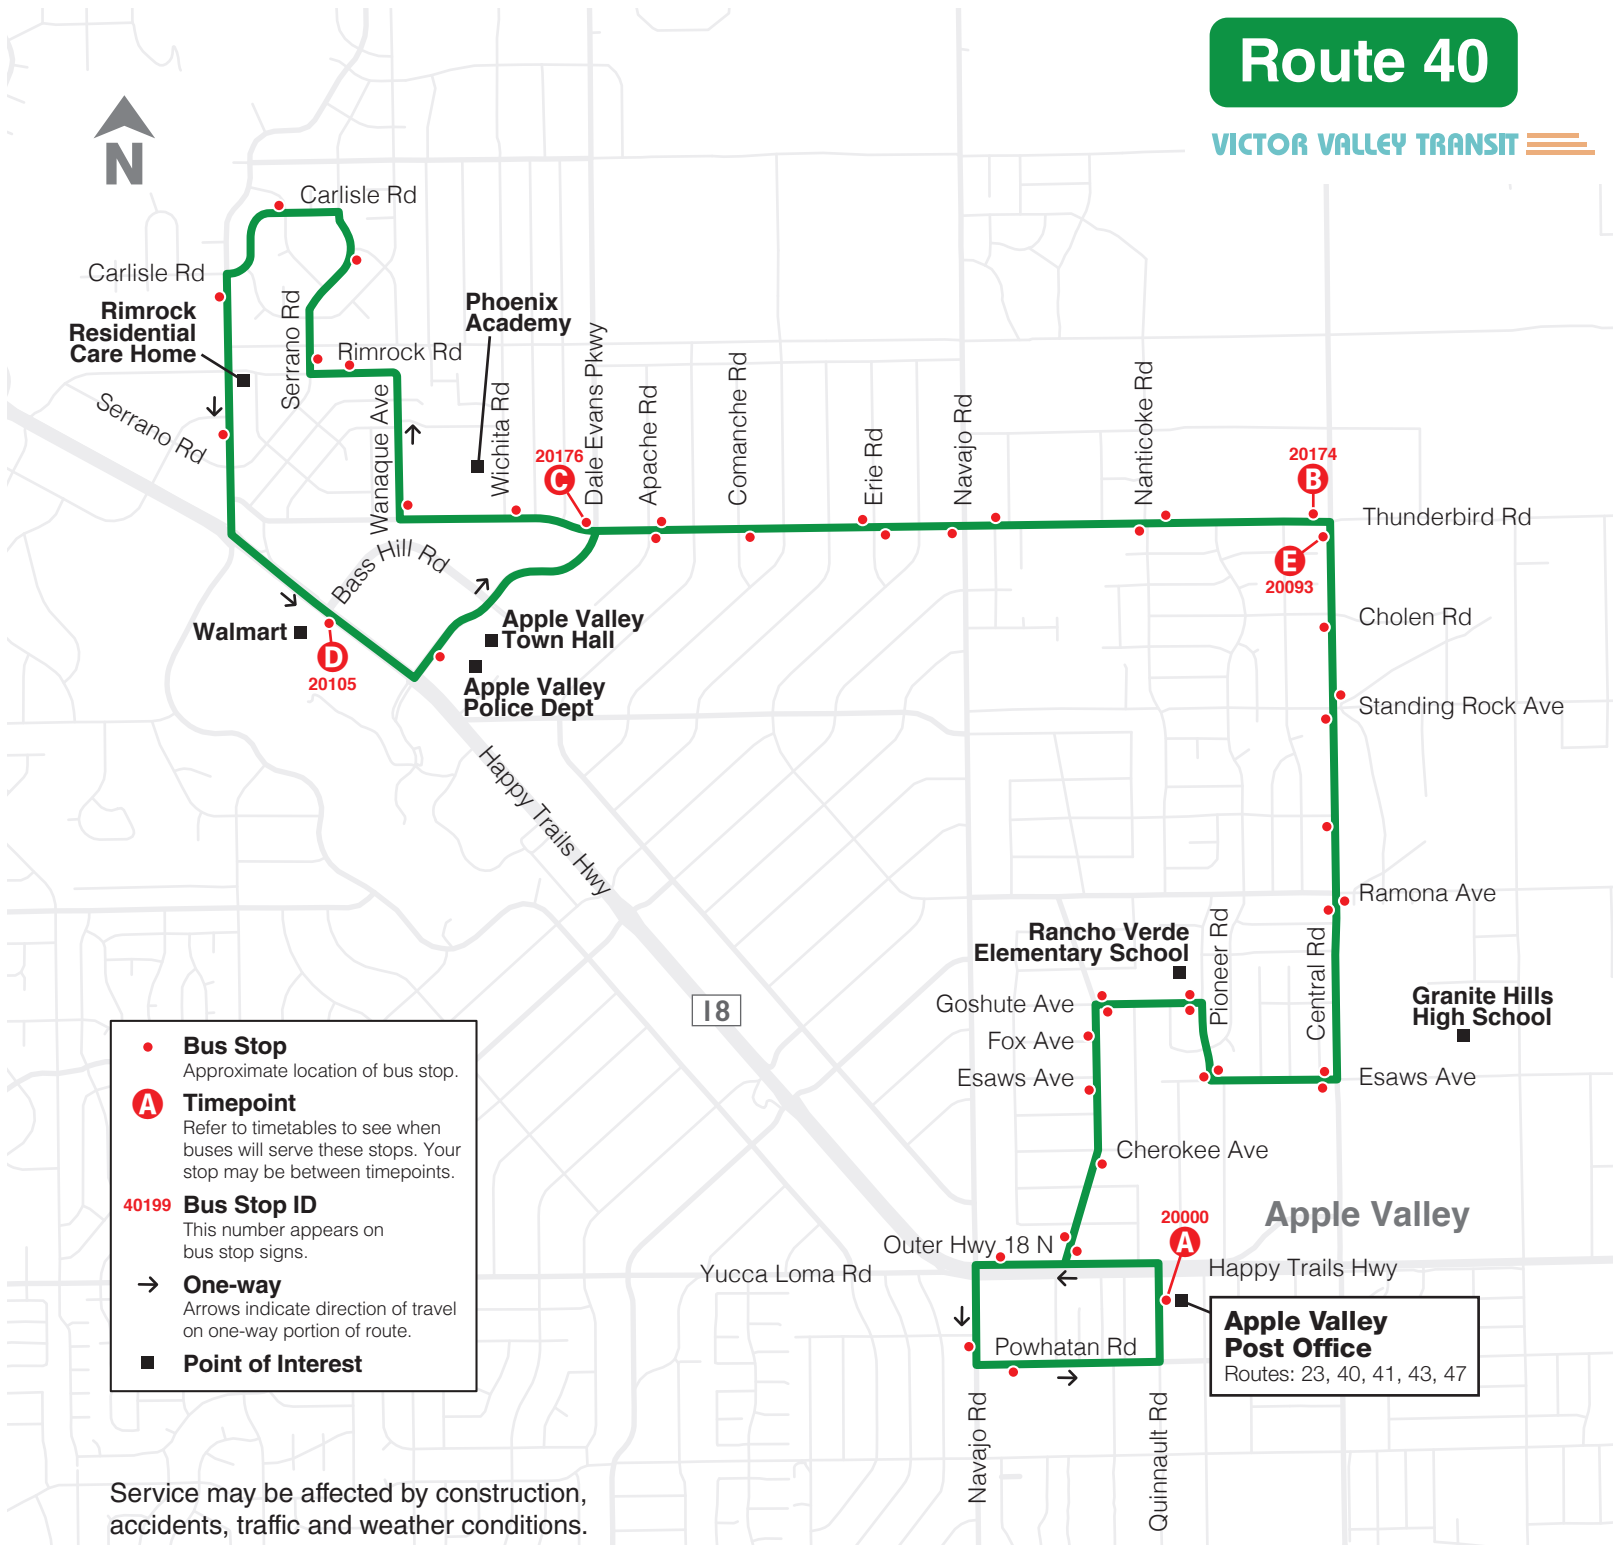 Route 40
VICTOR VALLEY TRANSIT
N
Carlisle Rd
Carlisle Rd
Rimrock
Residential
Care Home
Serrano Rd
Serrano Rd
Rimrock Rd
Wanaque Ave
Phoenix
Academy
Wichita Rd
20176
C
Dale Evans Pkwy
Apache Rd
Comanche Rd
Erie Rd
Navajo Rd
Nanticoke Rd
20174
B
Thunderbird Rd
E
20093
Bass Hill Rd
Walmart
D
20105
Apple Valley
Town Hall
Apple Valley
Police Dept
Cholen Rd
Standing Rock Ave
Happy Trails Hwy
Ramona Ave
Rancho Verde
Elementary School
Pioneer Rd
Central Rd
Granite Hills
High School
18
Goshute Ave
Fox Ave
Esaws Ave
Esaws Ave
Cherokee Ave
Apple Valley
20000
A
Outer Hwy 18 N
Yucca Loma Rd
Happy Trails Hwy
Powhatan Rd
Apple Valley
Post Office
Routes: 23, 40, 41, 43, 47
Navajo Rd
Quinnault Rd
Bus Stop
Approximate location of bus stop.
A
Timepoint
Refer to timetables to see when
buses will serve these stops. Your
stop may be between timepoints.
40199 Bus Stop ID
This number appears on
bus stop signs.
One-way
Arrows indicate direction of travel
on one-way portion of route.
Point of Interest
Service may be affected by construction,
accidents, traffic and weather conditions.